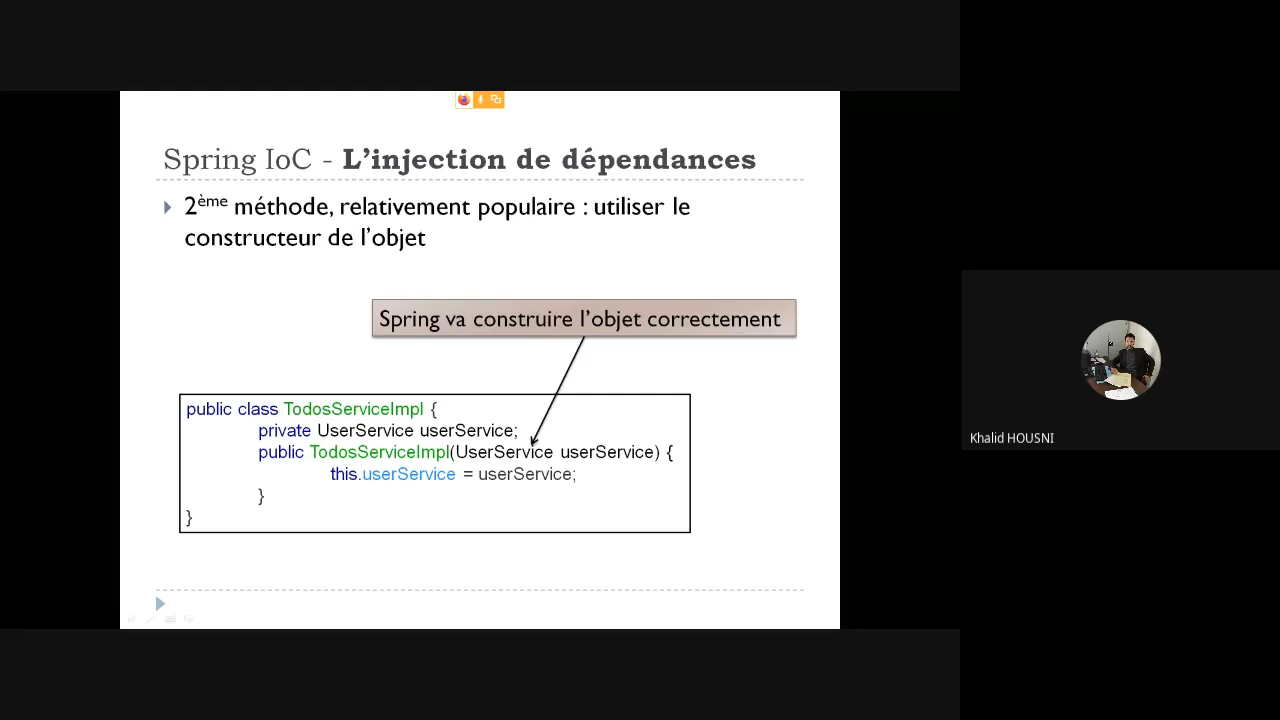 Spring IoC - L'injection de dépendances
2ème méthode, relativement populaire : utiliser le
constructeur de l'objet
Spring va construire l'objet correctement
public class TodosServiceImpl {
private UserService userService;
public TodosServiceImpl(UserService userService) {
this.userService = userService;
}
}
Khalid HOUSNI